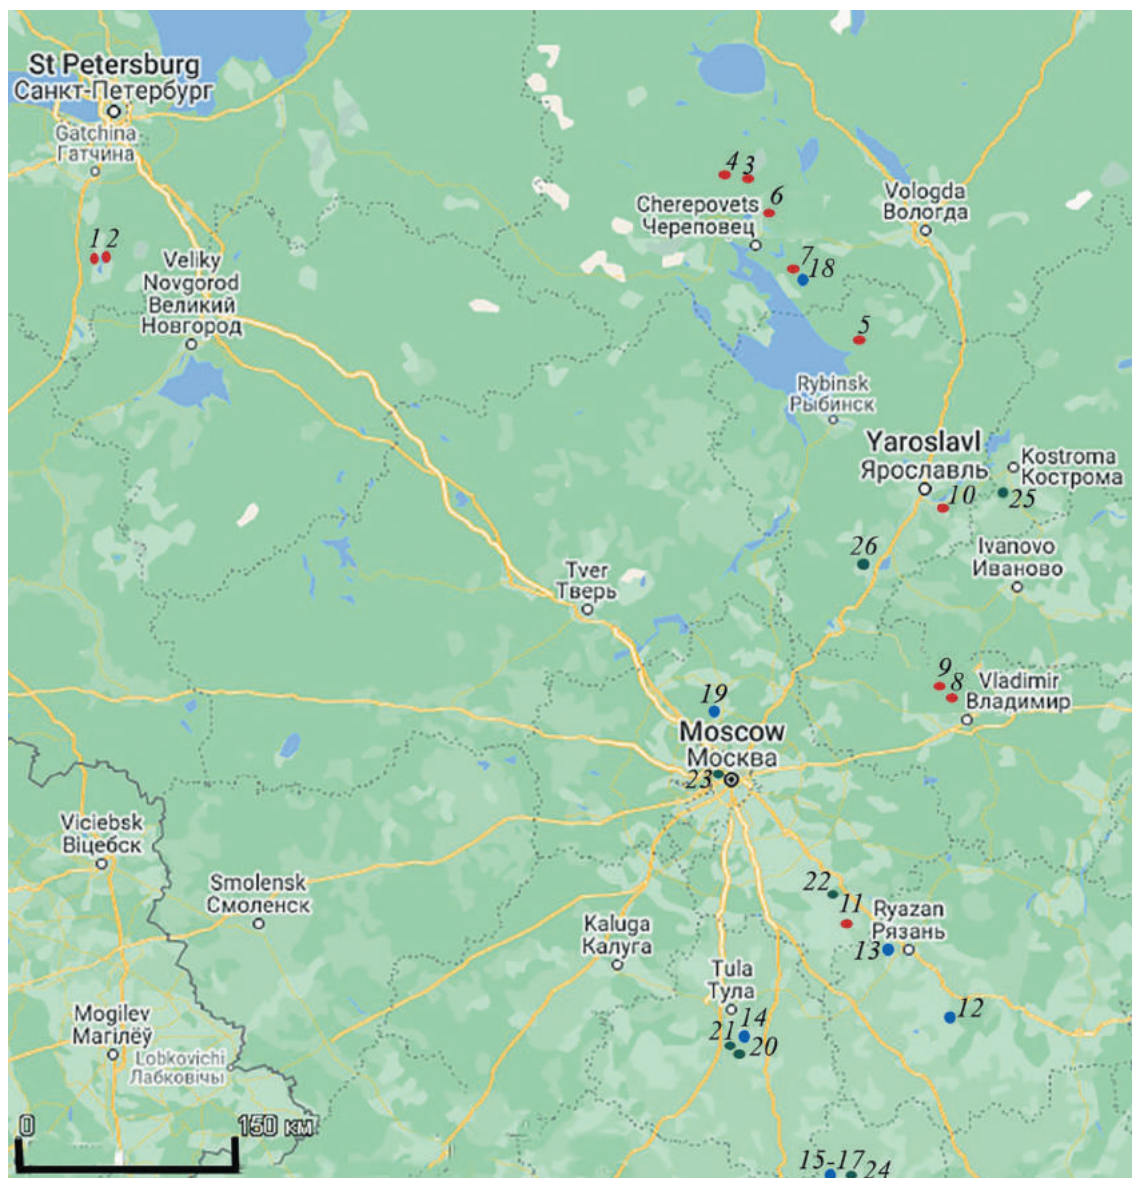 St Petersburg
Санкт-Петербург
Gatchina
Гатчина
1 2
Veliky
Novgorod
Великий
Новгород
4 3
Cherepovets
Череповец
6
Vologda
Вологда
7
18
5
Rybinsk
Рыбинск
Yaroslavl
Ярославль
Kostroma
Кострома
10
25
26
Ivanovo
Иваново
Tver
Тверь
9
8
Vladimir
Владимир
19
Moscow
Москва
23
Viciebsk
Віцебск
Smolensk
Смоленск
22
11
Ryazan
Рязань
13
Kaluga
Калуга
Tula
Тула
12
14
21
20
Mogilev
Магілёў
Lobkovichi
Лабковічы
0
150 км
15-17
24